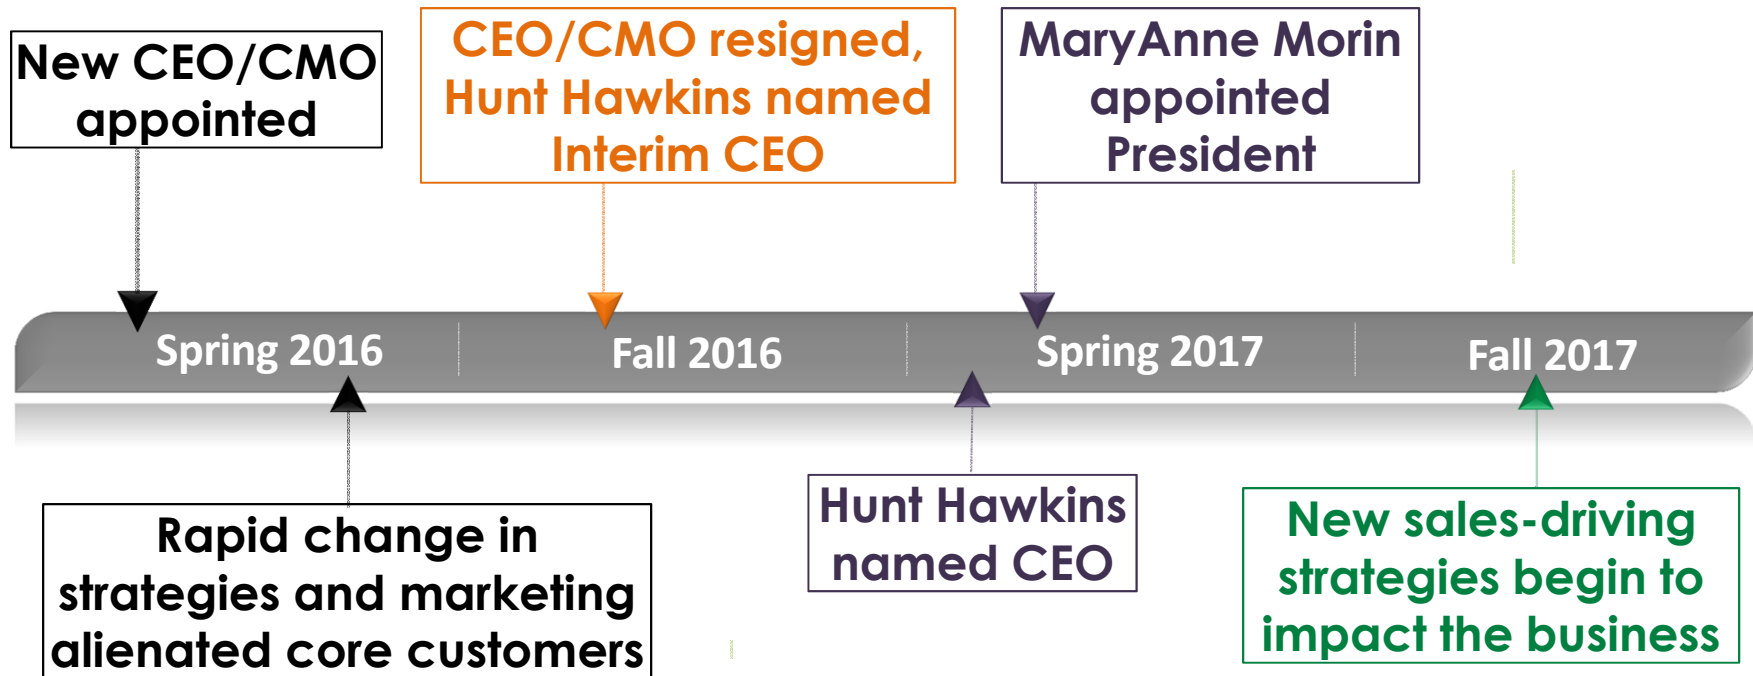 New CEO/CMO
appointed
CEO/CMO resigned,
Hunt Hawkins named
Interim CEO
MaryAnne Morin
appointed
President
Spring 2016
Fall 2016
Spring 2017
Fall 2017
Rapid change in
strategies and marketing
alienated core customers
Hunt Hawkins
named CEO
New sales-driving
strategies begin to
impact the business